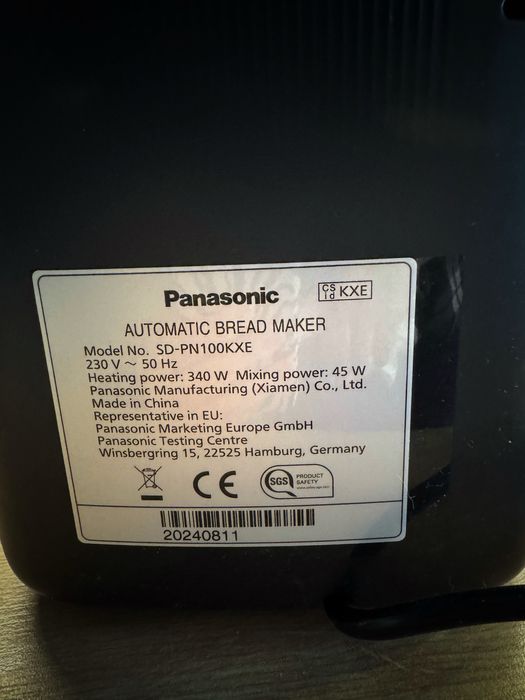 Panasonic
CS Id KXE
AUTOMATIC BREAD MAKER
Model No. SD-PN100KXE
230 V ~ 50 Hz
Heating power: 340 W Mixing power: 45 W
Panasonic Manufacturing (Xiamen) Co., Ltd.
Made in China
Representative in EU:
Panasonic Marketing Europe GmbH
Panasonic Testing Centre
Winsbergring 15, 22525 Hamburg, Germany
CE
SGS
PRODUCT
SAFETY
20240811